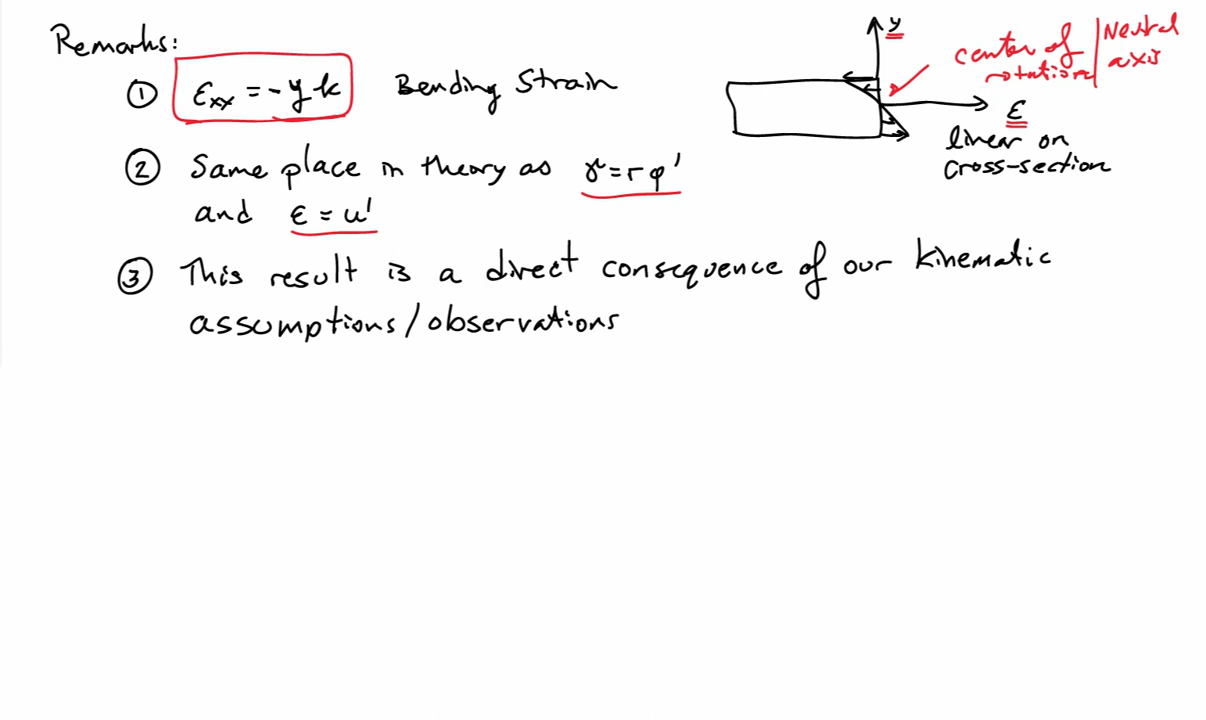 Remarks:
① εxx = -yk Bending Strain
② Same place in theory as γ = rφ'
and ε = u'
③ This result is a direct consequence of our kinematic
assumptions/observations
y
center of
rotation
Neutral
axis
ε
linear on
cross-section